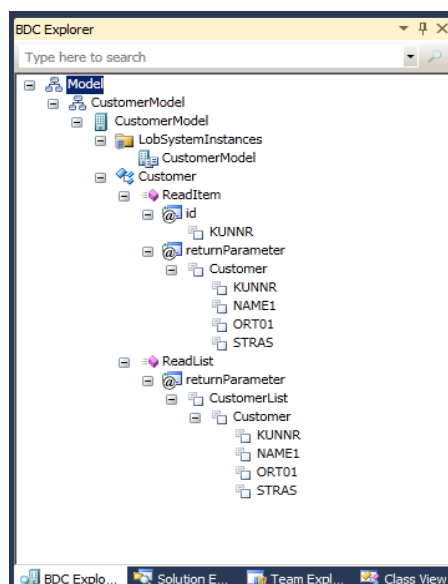 BDC Explorer
Type here to search
Model
CustomerModel
CustomerModel
LobSystemInstances
CustomerModel
Customer
ReadItem
id
KUNNR
returnParameter
Customer
KUNNR
NAME1
ORT01
STRAS
ReadList
returnParameter
CustomerList
Customer
KUNNR
NAME1
ORT01
STRAS
BDC Explo... Solution E... Team Expl... Class View